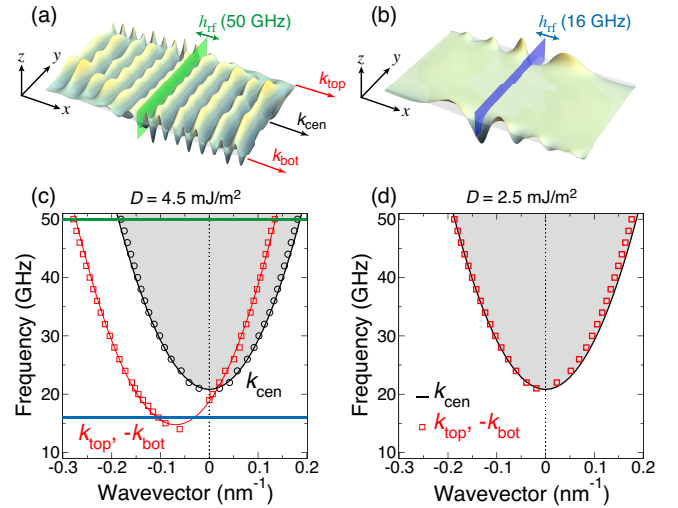 (a)
h_rf (50 GHz)
z
y
x
k_top
k_cen
k_bot
(b)
h_rf (16 GHz)
z
y
x
(c)
D = 4.5 mJ/m²
50
40
30
20
10
Frequency (GHz)
k_cen
k_top, -k_bot
-0.3 -0.2 -0.1 0 0.1 0.2
Wavevector (nm⁻¹)
(d)
D = 2.5 mJ/m²
50
40
30
20
10
Frequency (GHz)
k_cen
k_top, -k_bot
-0.3 -0.2 -0.1 0 0.1 0.2
Wavevector (nm⁻¹)